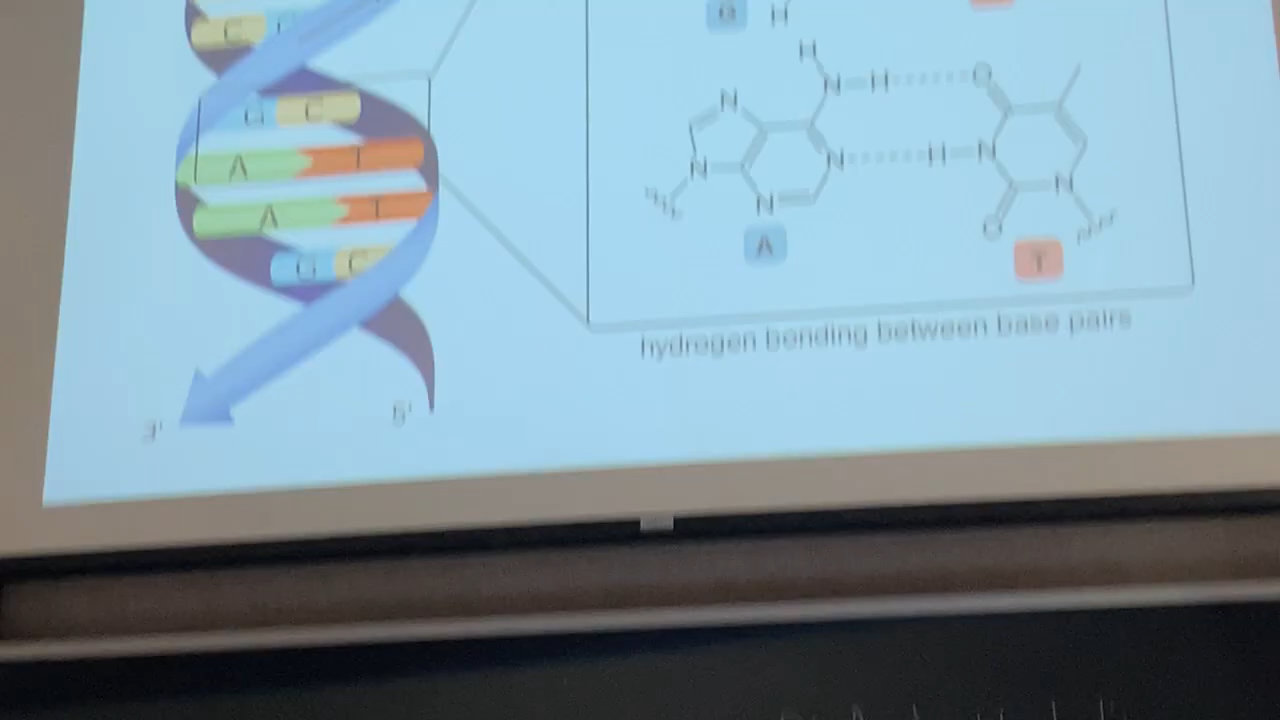 C G
G H
H
N H O
G C
N
A T
N N H N
N N
A T
O
A T
G C
hydrogen bonding between base pairs
3' 5'